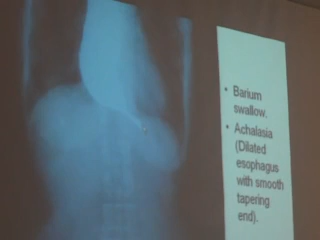 • Barium
swallow.
• Achalasia
(Dilated
esophagus
with smooth
tapering
end).